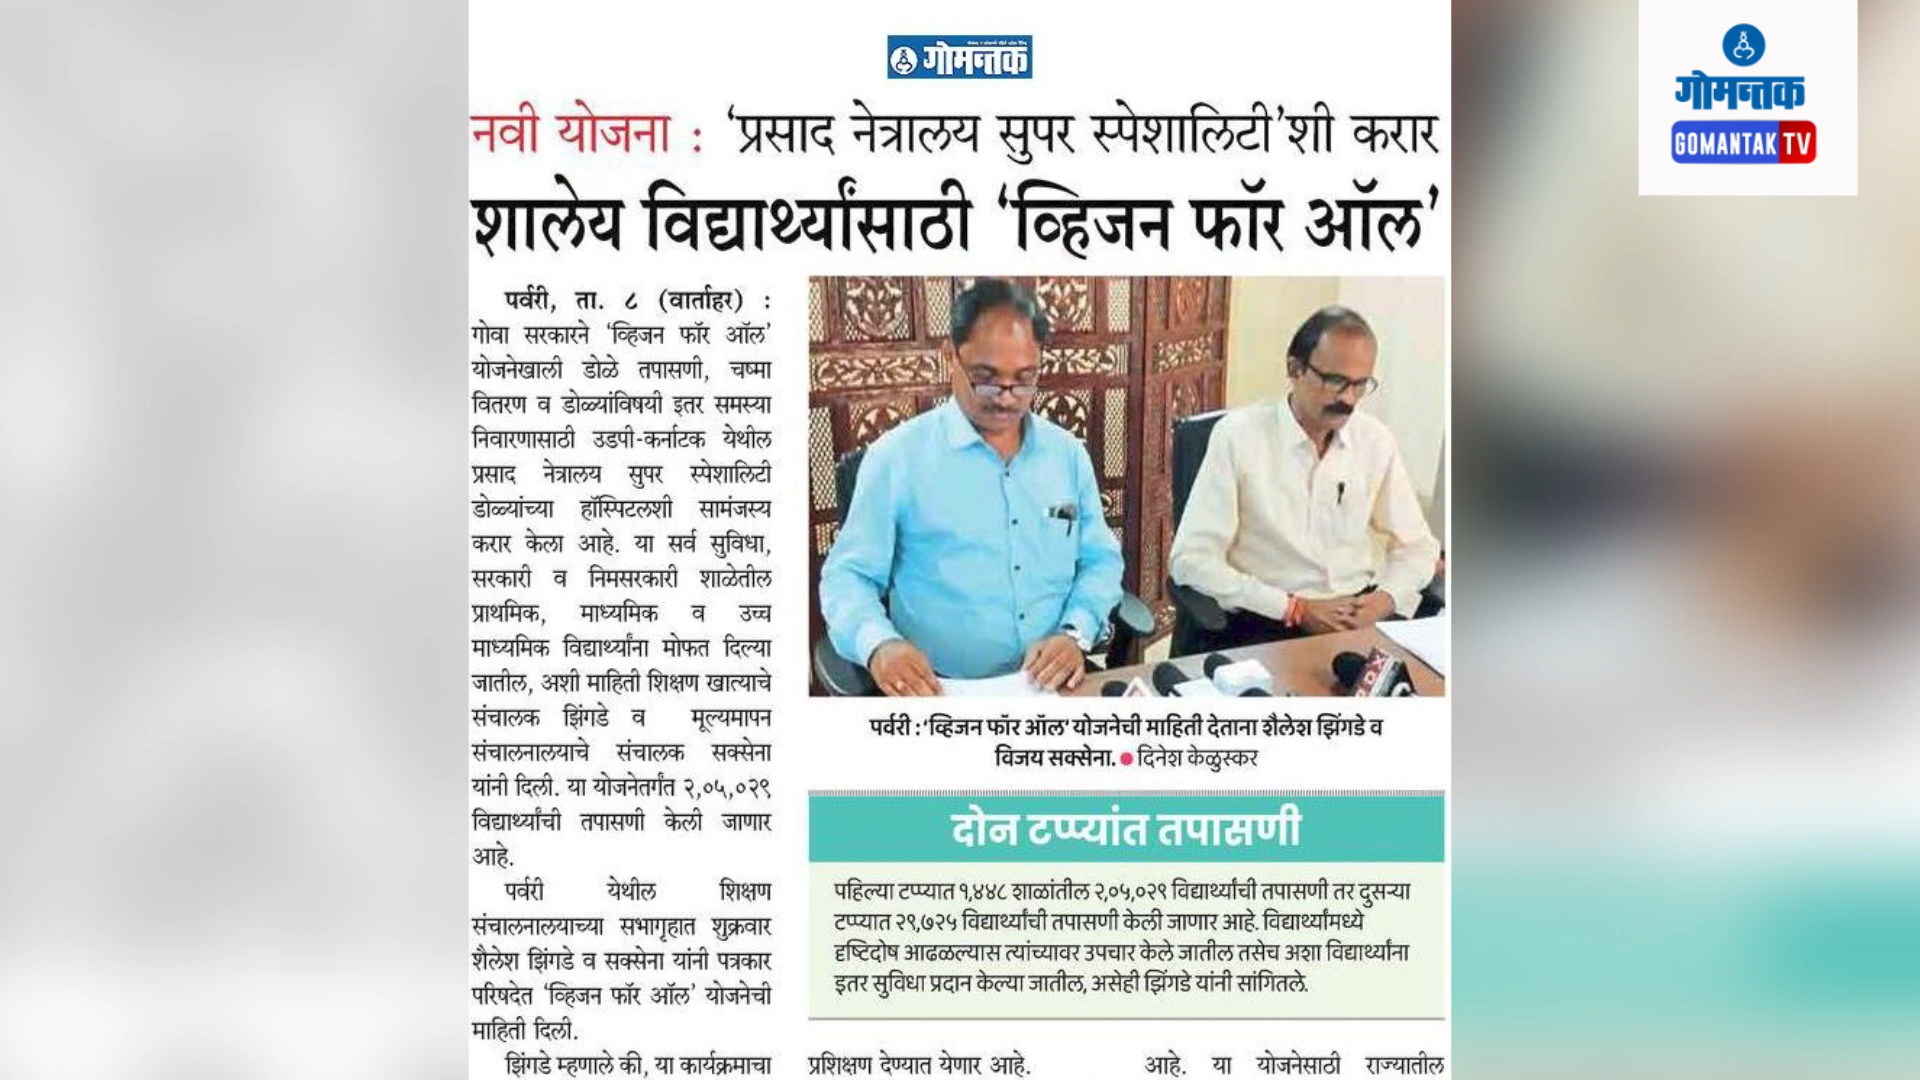 गोमन्तक
नवी योजना : ‘प्रसाद नेत्रालय सुपर स्पेशालिटी’शी करार
शालेय विद्यार्थ्यांसाठी ‘व्हिजन फॉर ऑल’
पर्वरी, ता. ८ (वार्ताहर) :
गोवा सरकारने ‘व्हिजन फॉर ऑल’
योजनेखाली डोळे तपासणी, चष्मा
वितरण व डोळ्यांविषयी इतर समस्या
निवारणासाठी उडपी-कर्नाटक येथील
प्रसाद नेत्रालय सुपर स्पेशालिटी
डोळ्यांच्या हॉस्पिटलशी सामंजस्य
करार केला आहे. या सर्व सुविधा,
सरकारी व निमसरकारी शाळेतील
प्राथमिक, माध्यमिक व उच्च
माध्यमिक विद्यार्थ्यांना मोफत दिल्या
जातील, अशी माहिती शिक्षण खात्याचे
संचालक झिंगडे व मूल्यमापन
संचालनालयाचे संचालक सक्सेना
यांनी दिली. या योजनेतर्गंत २,०५,०२९
विद्यार्थ्यांची तपासणी केली जाणार
आहे.
पर्वरी येथील शिक्षण
संचालनालयाच्या सभागृहात शुक्रवार
शैलेश झिंगडे व सक्सेना यांनी पत्रकार
परिषदेत ‘व्हिजन फॉर ऑल’ योजनेची
माहिती दिली.
झिंगडे म्हणाले की, या कार्यक्रमाचा
पर्वरी : ‘व्हिजन फॉर ऑल’ योजनेची माहिती देताना शैलेश झिंगडे व
विजय सक्सेना. ● दिनेश केळुस्कर
दोन टप्प्यांत तपासणी
पहिल्या टप्प्यात १,४४८ शाळांतील २,०५,०२९ विद्यार्थ्यांची तपासणी तर दुसऱ्या
टप्प्यात २९,७२५ विद्यार्थ्यांची तपासणी केली जाणार आहे. विद्यार्थ्यांमध्ये
दृष्टिदोष आढळल्यास त्यांच्यावर उपचार केले जातील तसेच अशा विद्यार्थ्यांना
इतर सुविधा प्रदान केल्या जातील, असेही झिंगडे यांनी सांगितले.
प्रशिक्षण देण्यात येणार आहे.
आहे. या योजनेसाठी राज्यातील
गोमन्तक
GOMANTAK TV